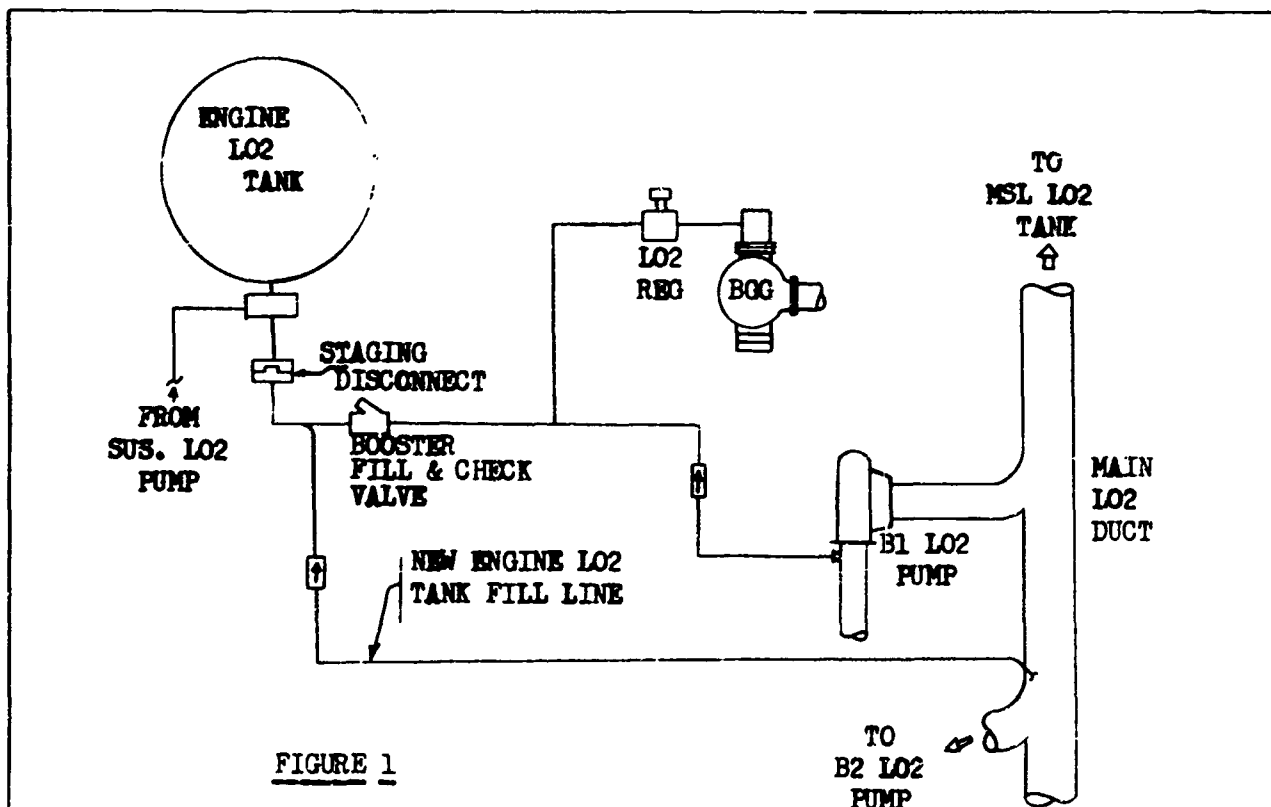 ENGINE
LO2
TANK
TO
MSL LO2
TANK
LO2
REG
BGG
STAGING
DISCONNECT
FROM
SUS. LO2
PUMP
BOOSTER
FILL & CHECK
VALVE
MAIN
LO2
DUCT
B1 LO2
PUMP
NEW ENGINE LO2
TANK FILL LINE
TO
B2 LO2
PUMP
FIGURE 1